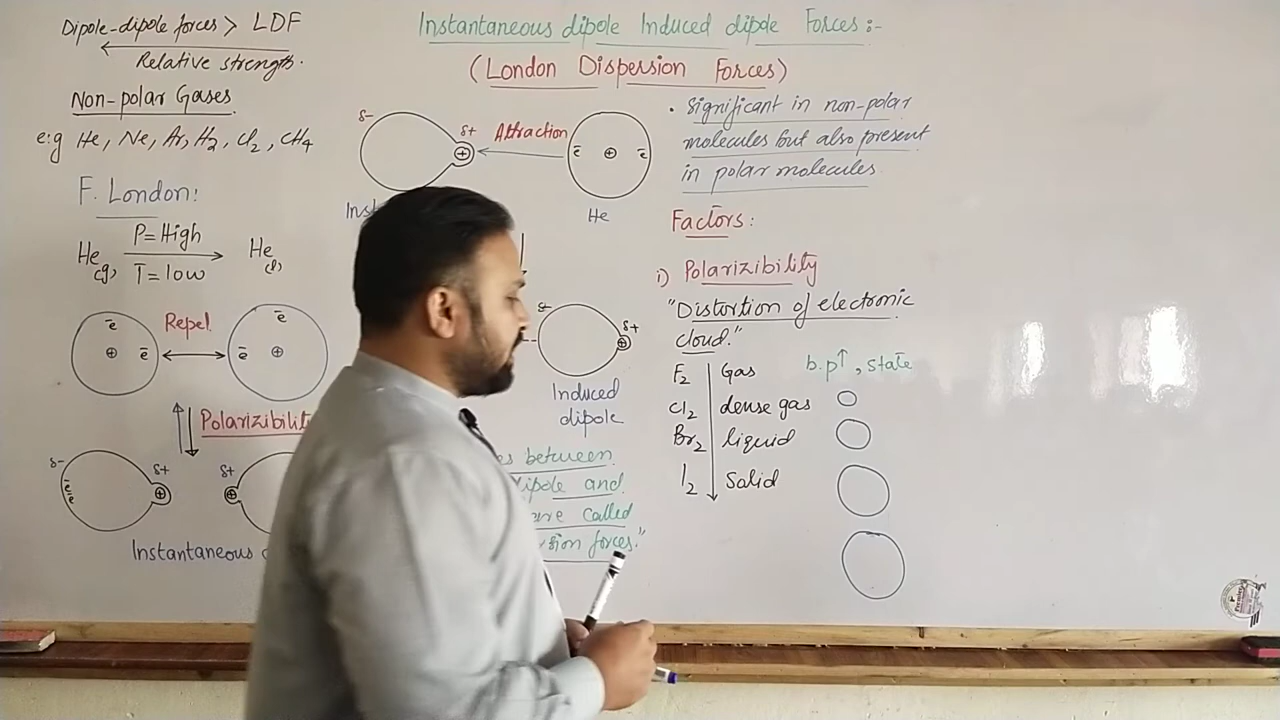 Instantaneous dipole Induced dipole Forces:-
(London Dispersion Forces)
Dipole-dipole forces > LDF
Relative strength.
Non-polar Gases
e.g He, Ne, Ar, H2, Cl2, CH4
F. London:
He(g) P=High He(l)
T=low
ē ē
Repel
⊕ ē ē ⊕
Polarizibility
δ- δ+ δ+
ē ē ē ⊕ ⊕
Instantaneous
δ- δ+ Attraction
⊕ ē ⊕ ē
Inst He
δ- δ+
⊕
Induced
dipole
between
dipole and
are called
forces."
• Significant in non-polar
molecules but also present
in polar molecules.
Factors:
i) Polarizibility
"Distortion of electronic
cloud."
b.p↑, state
F2 Gas
Cl2 dense gas
Br2 liquid
I2 Solid